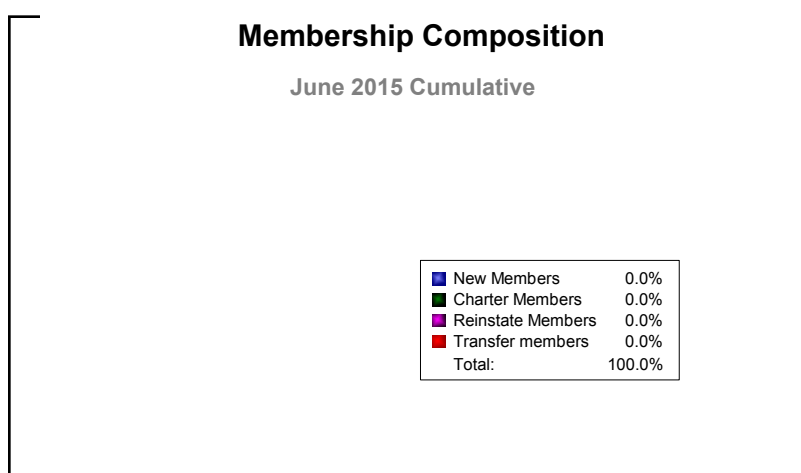 Membership Composition
June 2015 Cumulative
New Members 0.0%
Charter Members 0.0%
Reinstate Members 0.0%
Transfer members 0.0%
Total: 100.0%